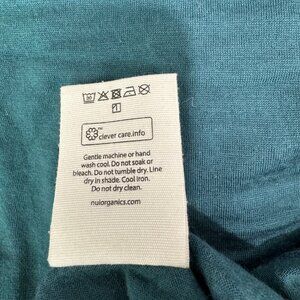 clever care.info
Gentle machine or hand
wash cool. Do not soak or
bleach. Do not tumble dry. Line
dry in shade. Cool iron.
Do not dry clean.
nuiorganics.com